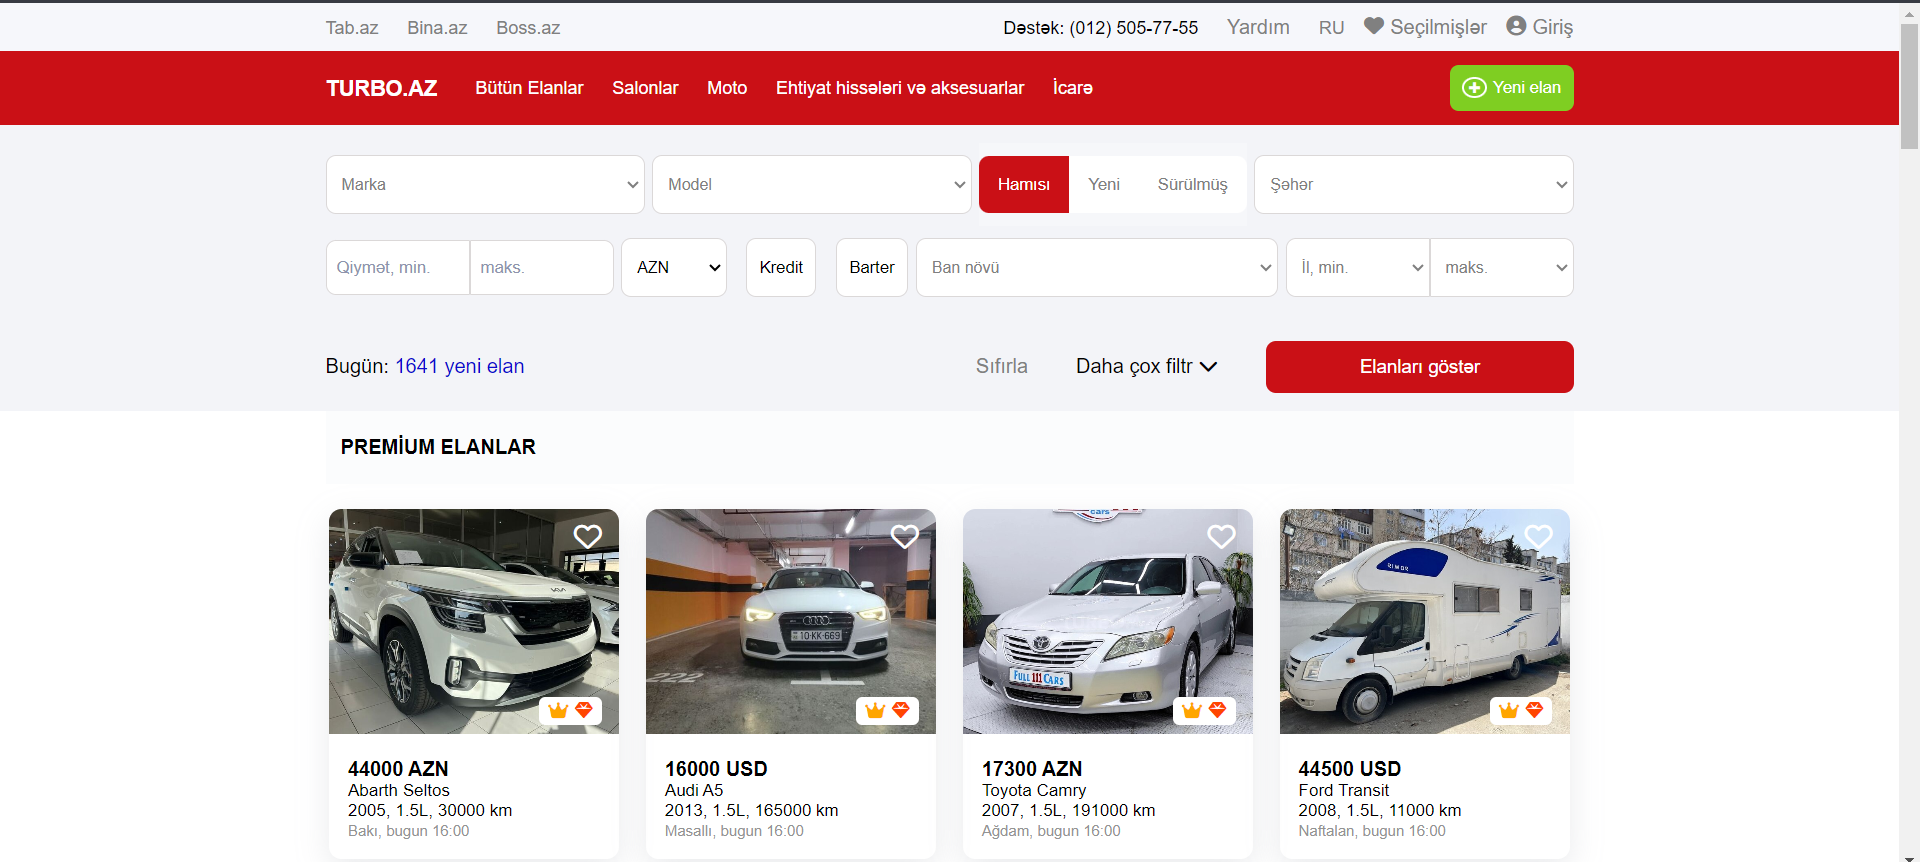 Tab.az Bina.az Boss.az Dəstək: (012) 505-77-55 Yardım RU Seçilmişlər Giriş
TURBO.AZ Bütün Elanlar Salonlar Moto Ehtiyat hissələri və aksesuarlar İcarə Yeni elan
Marka Model Hamısı Yeni Sürülmüş Şəhər
Qiymət, min. maks. AZN Kredit Barter Ban növü İl, min. maks.
Bugün: 1641 yeni elan Sıfırla Daha çox filtr Elanları göstər
PREMİUM ELANLAR
cars
KIA
10-KK-669
222
FULL 111 CARS
RIMOR
44000 AZN
Abarth Seltos
2005, 1.5L, 30000 km
Bakı, bugun 16:00
16000 USD
Audi A5
2013, 1.5L, 165000 km
Masallı, bugun 16:00
17300 AZN
Toyota Camry
2007, 1.5L, 191000 km
Ağdam, bugun 16:00
44500 USD
Ford Transit
2008, 1.5L, 11000 km
Naftalan, bugun 16:00